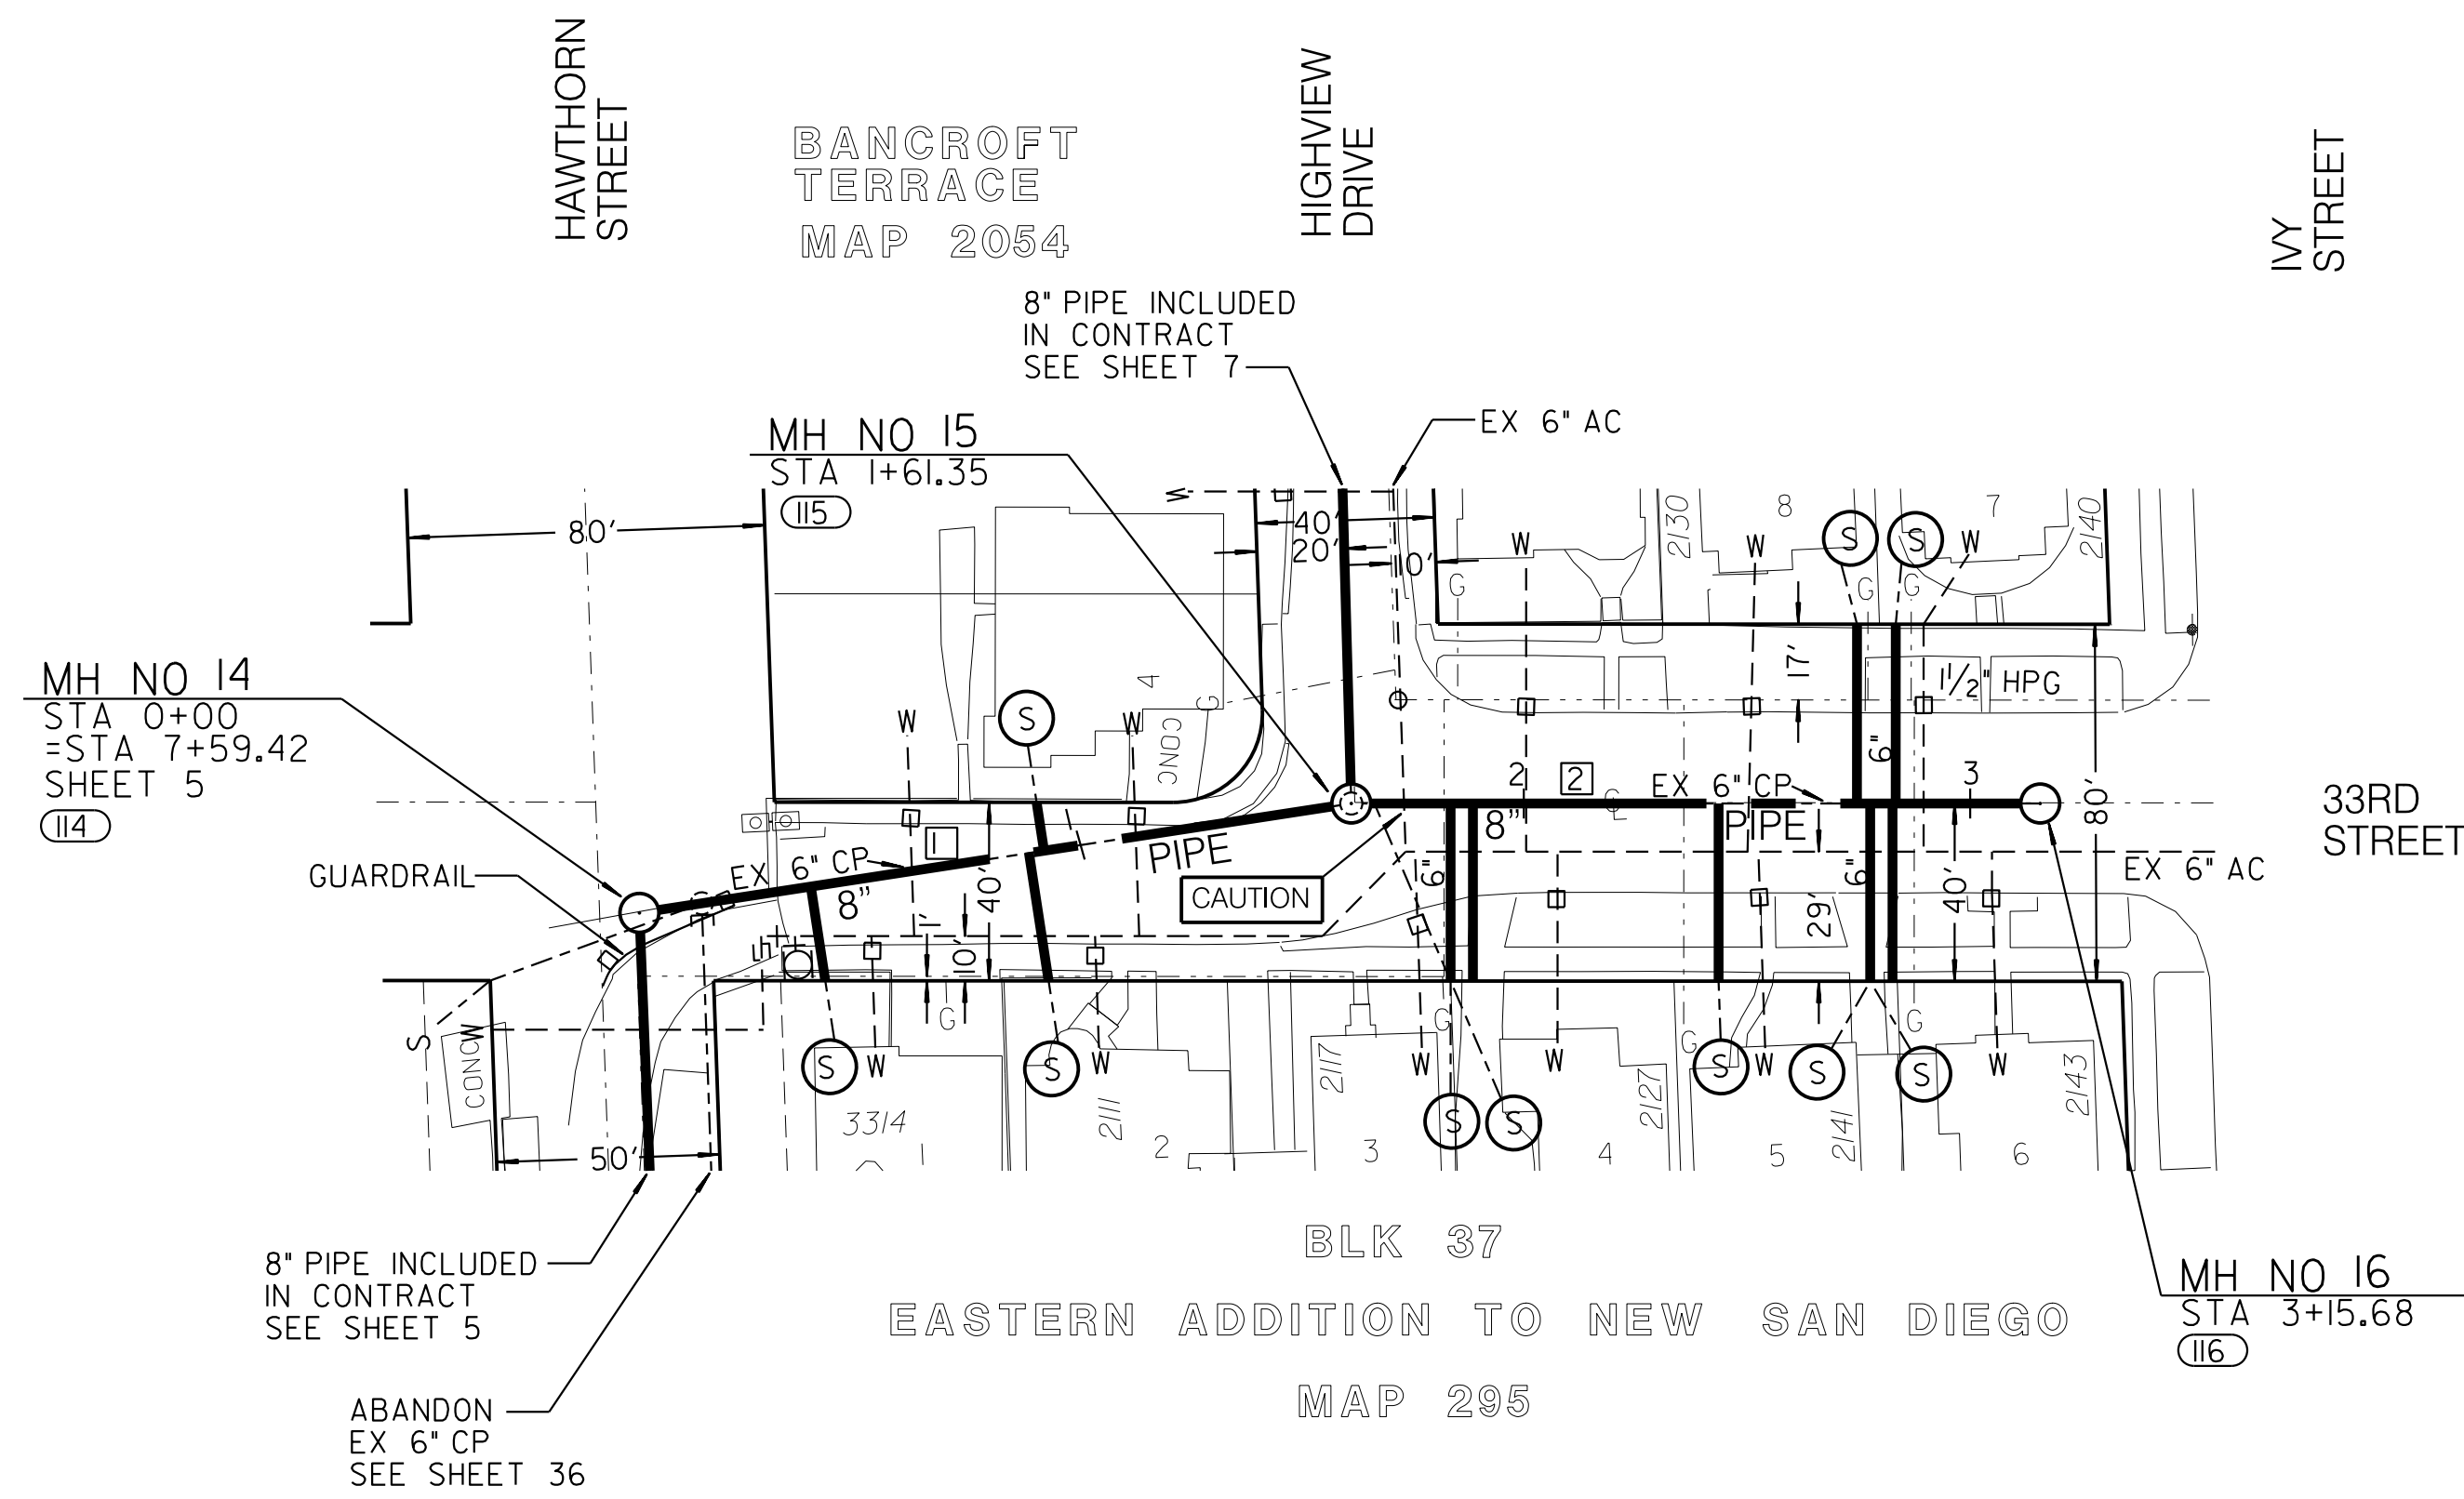 HAWTHORN
STREET
BANCROFT
TERRACE
MAP 2054
HIGHVIEW
DRIVE
IVY
STREET
8" PIPE INCLUDED
IN CONTRACT
SEE SHEET 7
EX 6" AC
MH NO 15
STA 1+61.35
115
W
80'
40'
20'
10'
G
W
2130
8
W
S
S
W
7
2140
G
G
MH NO 14
STA 0+00
=STA 7+59.42
SHEET 5
114
W
S
W
4
G
CONC
17'
1 1/2" HPG
6"
2
2
EX 6" CP
3
80'
33RD
STREET
8"
PIPE
℄
GUARDRAIL
EX 6" CP
1
8"
PIPE
40'
CAUTION
6"
6"
40'
29'
EX 6" AC
1'
10'
S
W
CONC
S
W
G
S
W
G
W
W
G
S
W
S
G
S
W
3314
2111
2117
S
S
2127
2141
2143
2
3
4
5
6
50'
8" PIPE INCLUDED
IN CONTRACT
SEE SHEET 5
BLK 37
EASTERN ADDITION TO NEW SAN DIEGO
MAP 295
MH NO 16
STA 3+15.68
116
ABANDON
EX 6" CP
SEE SHEET 36